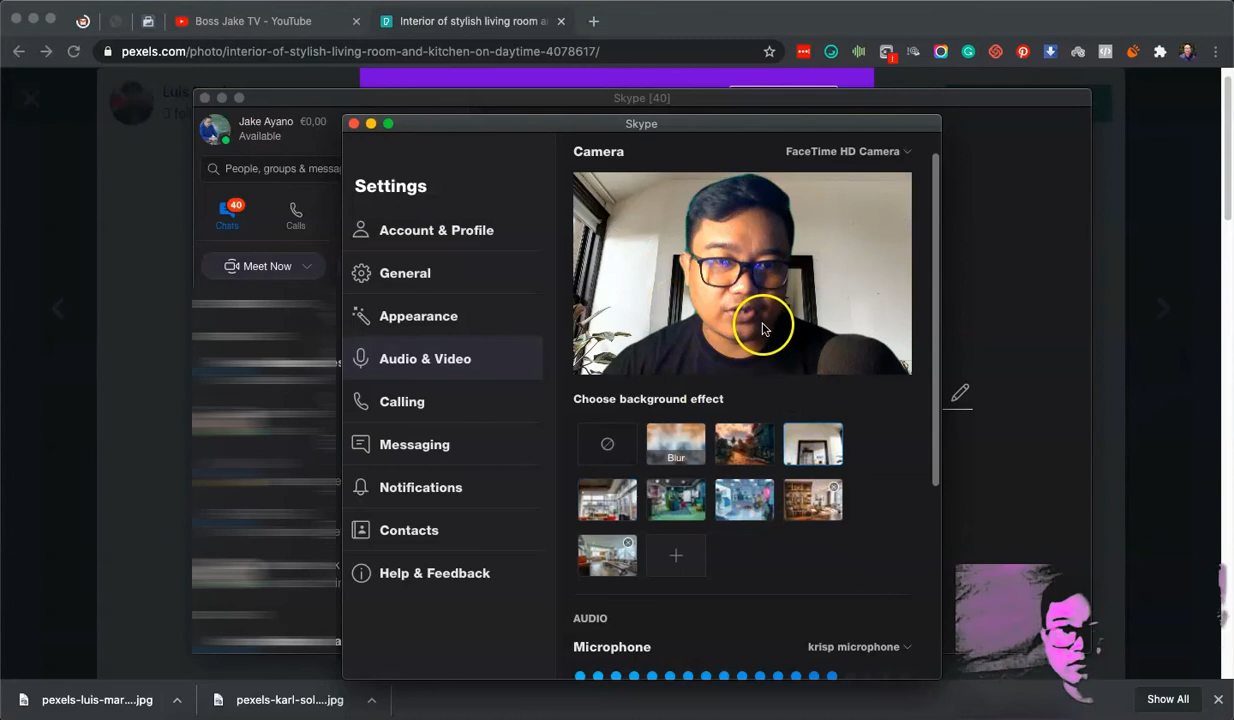 Boss Jake TV - YouTube
Interior of stylish living room a
pexels.com/photo/interior-of-stylish-living-room-and-kitchen-on-daytime-4078617/
Luis
Skype [40]
Jake Ayano €0,00
Available
People, groups & messa
40
Chats
Calls
Meet Now
Skype
Settings
Account & Profile
General
Appearance
Audio & Video
Calling
Messaging
Notifications
Contacts
Help & Feedback
Camera
FaceTime HD Camera
Choose background effect
Blur
AUDIO
Microphone
krisp microphone
pexels-luis-mar....jpg
pexels-karl-sol....jpg
Show All